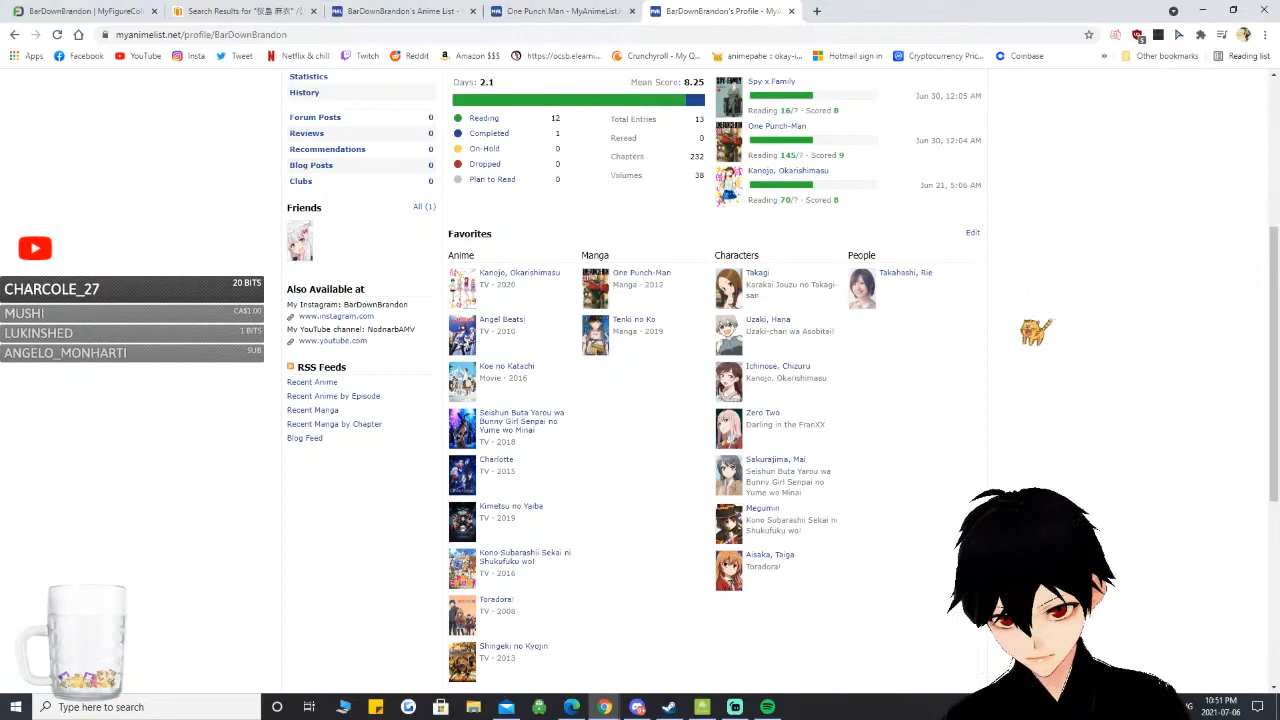 BarDownBrandon | MyFigureColl
BarDownBrandon's Anime List -
One Punch Man - MyAnimeList.n
BarDownBrandon's Profile - MyA
myanimelist.net/profile/BarDownBrandon
Apps
Facebook
YouTube
Insta
Tweet
Netflix & chill
Twitch
Reddit
Amazon $$$
https://ocsb.elearni...
Crunchyroll - My Q...
animepahe :: okay-i...
Hotmail sign in
Cryptocurrency Pric...
Coinbase
»
Other bookmarks
Reading list
Statistics
History
Forum Posts 0
Reviews 0
Recommendations 0
Blog Posts 0
Clubs 0
Friends All (1)
Also Available at
My Instagram: BarDownBrandon
www.instagram.com
My YouTube channel: NodnarbAMV
www.youtube.com
RSS Feeds
Recent Anime
Recent Anime by Episode
Recent Manga
Recent Manga by Chapter
Blog Feed
Days: 2.1 Mean Score: 8.25
Reading 12 Total Entries 13
Completed 1 Reread 0
On-Hold 0 Chapters 232
Dropped 0 Volumes 38
Plan to Read 0
Spy x Family
Jun 30, 12:05 AM
Reading 16/? · Scored 8
One Punch-Man
Jun 30, 12:04 AM
Reading 145/? · Scored 9
Kanojo, Okarishimasu
Jun 21, 5:06 AM
Reading 70/? · Scored 8
Favorites Edit
Anime
Kanojo, Okarishimasu
TV · 2020
Angel Beats!
TV · 2010
Koe no Katachi
Movie · 2016
Seishun Buta Yarou wa
Bunny Girl Senpai no
Yume wo Minai
TV · 2018
Charlotte
TV · 2015
Kimetsu no Yaiba
TV · 2019
Kono Subarashii Sekai ni
Shukufuku wo!
TV · 2016
Toradora!
TV · 2008
Shingeki no Kyojin
TV · 2013
Manga
One Punch-Man
Manga · 2012
Tenki no Ko
Manga · 2019
Characters
Takagi
Karakai Jouzu no Takagi-
san
Uzaki, Hana
Uzaki-chan wa Asobitai!
Ichinose, Chizuru
Kanojo, Okarishimasu
Zero Two
Darling in the FranXX
Sakurajima, Mai
Seishun Buta Yarou wa
Bunny Girl Senpai no
Yume wo Minai
Megumin
Kono Subarashii Sekai ni
Shukufuku wo!
Aisaka, Taiga
Toradora!
People
Takahashi, Rie
CHARCOLE_27 20 BITS
MUSHI CA$1.00
LUKINSHED 1 BITS
ANGELO_MONHARTI SUB
Type here to search
10:51 PM
2021-07-06